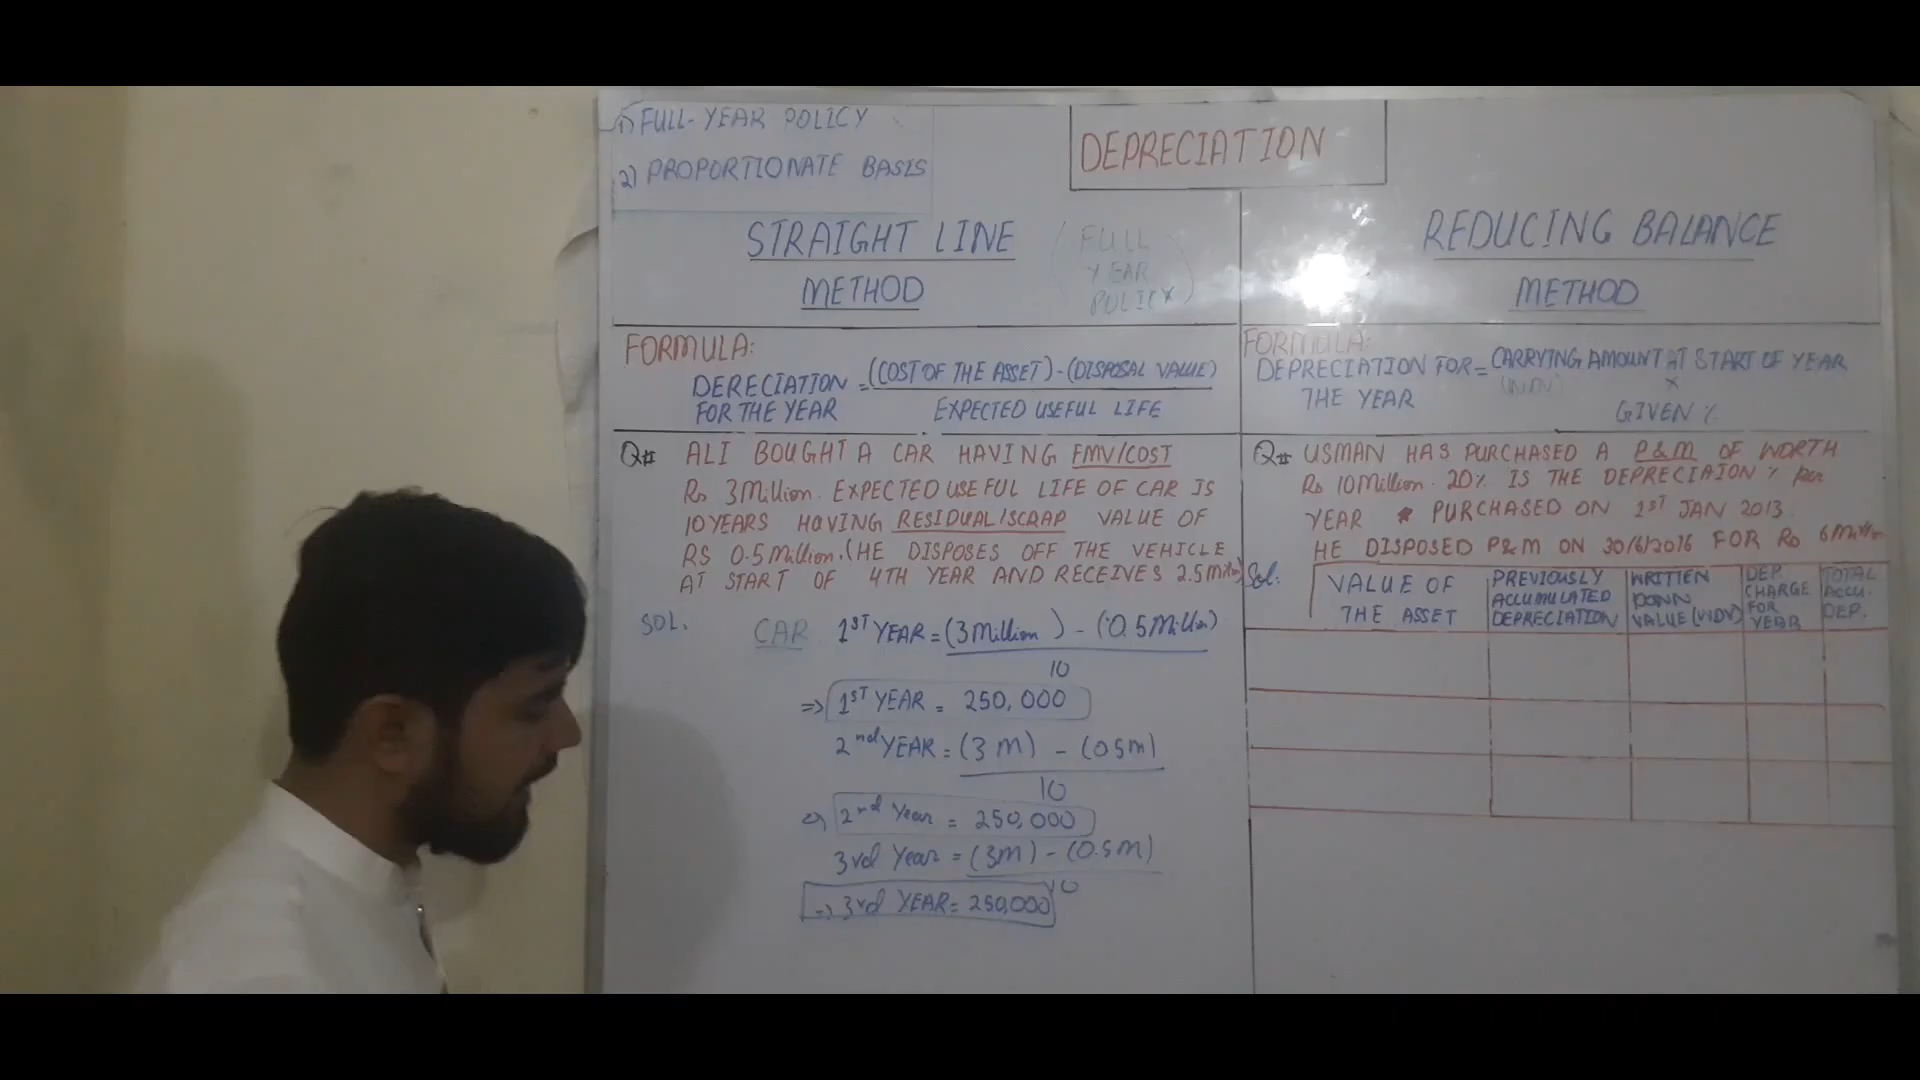 1) FULL-YEAR POLICY
2) PROPORTIONATE BASIS
DEPRECIATION
STRAIGHT LINE
METHOD
(FULL
YEAR
POLICY)
FORMULA:
DERECIATION = (COST OF THE ASSET) - (DISPOSAL VALUE)
FOR THE YEAR EXPECTED USEFUL LIFE
Q# ALI BOUGHT A CAR HAVING FMV/COST
Rs 3 Million. EXPECTED USEFUL LIFE OF CAR IS
10 YEARS HAVING RESIDUAL/SCRAP VALUE OF
RS 0.5 Million. (HE DISPOSES OFF THE VEHICLE
AT START OF 4TH YEAR AND RECEIVES 2.5 Million)
SOL.
CAR 1ST YEAR = (3 Million) - (0.5 Million)
10
=> 1ST YEAR = 250,000
2nd YEAR = (3 m) - (0.5m)
10
=> 2nd Year = 250,000
3rd Year = (3m) - (0.5m)
10
=> 3rd YEAR = 250,000
REDUCING BALANCE
METHOD
FORMULA:
DEPRECIATION FOR = CARRYING AMOUNT AT START OF YEAR
(WDV) ×
THE YEAR GIVEN %
Q# USMAN HAS PURCHASED A P&M OF WORTH
Rs 10 Million. 20% IS THE DEPRECIAION % per
YEAR * PURCHASED ON 1ST JAN 2013.
HE DISPOSED P&M ON 30/6/2016 FOR Rs 6 Million
Sol.
VALUE OF
THE ASSET
PREVIOUSLY
ACCUMULATED
DEPRECIATION
WRITTEN
DOWN
VALUE (WDV)
DEP.
CHARGE
FOR
YEAR
TOTAL
ACCU.
DEP.